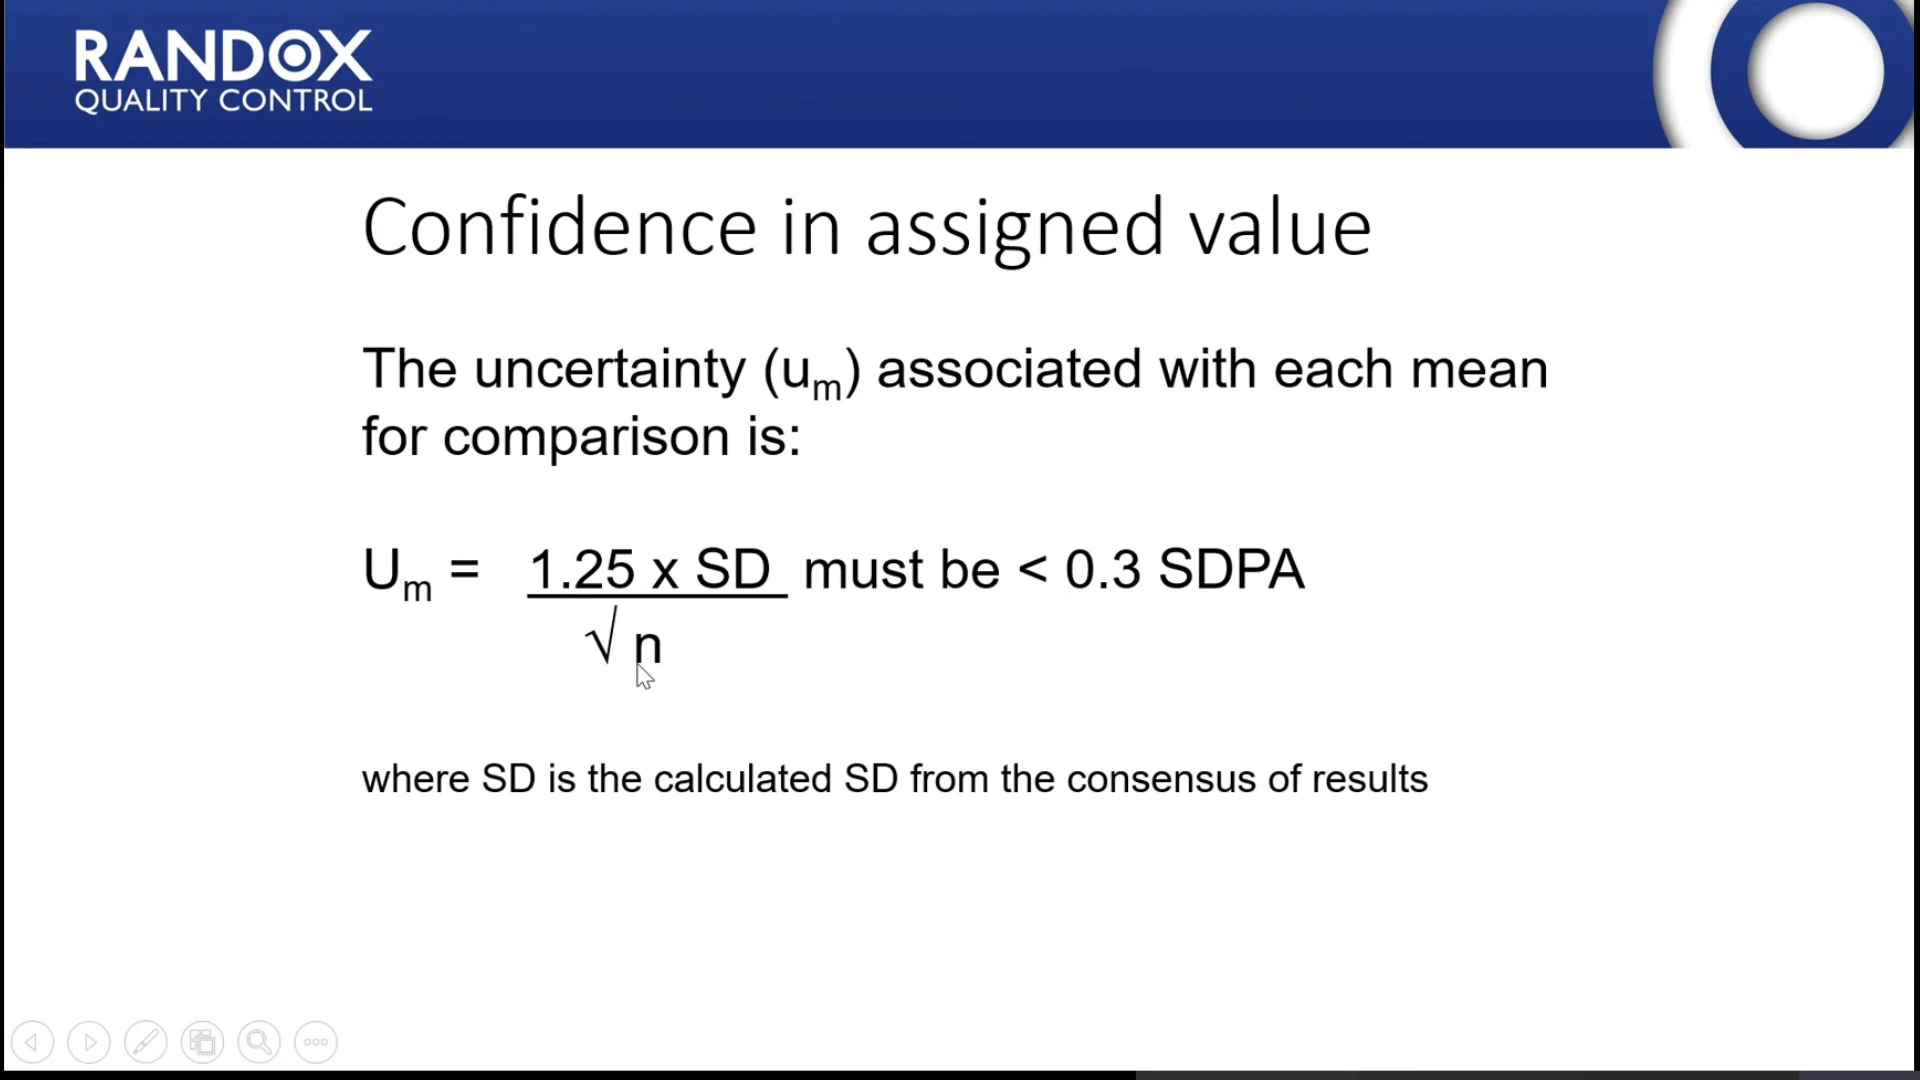 RANDOX
QUALITY CONTROL
Confidence in assigned value
The uncertainty (uₘ) associated with each mean
for comparison is:
Uₘ = 1.25 x SD must be < 0.3 SDPA
√ n
where SD is the calculated SD from the consensus of results